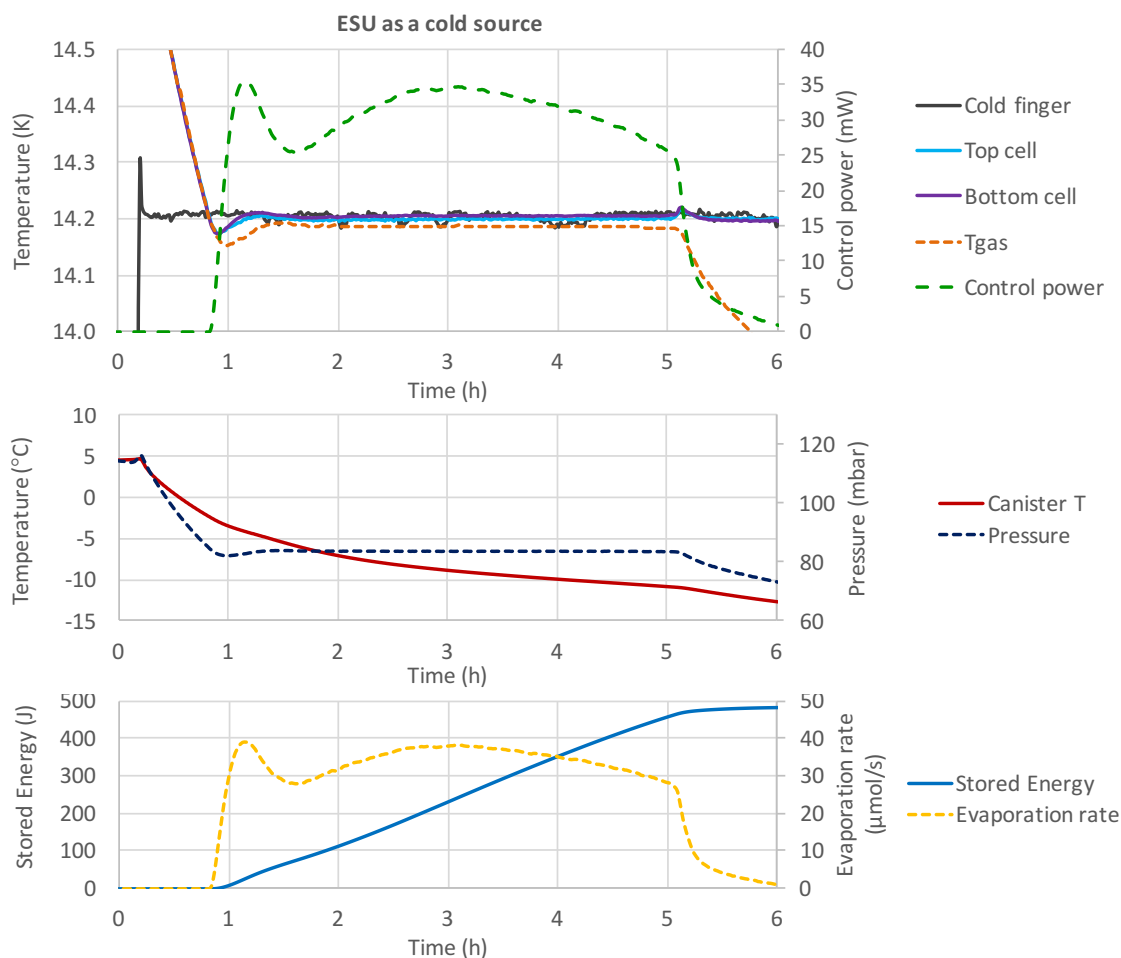 ESU as a cold source
Temperature (K)
14.5
14.4
14.3
14.2
14.1
14.0
0 1 2 3 4 5 6
Time (h)
40
35
30
25
20
15
10
5
0
Control power (mW)
Cold finger
Top cell
Bottom cell
Tgas
Control power
Temperature (°C)
10
5
0
-5
-10
-15
0 1 2 3 4 5 6
Time (h)
120
100
80
60
Pressure (mbar)
Canister T
Pressure
Stored Energy (J)
500
400
300
200
100
0
0 1 2 3 4 5 6
Time (h)
50
40
30
20
10
0
Evaporation rate
(µmol/s)
Stored Energy
Evaporation rate